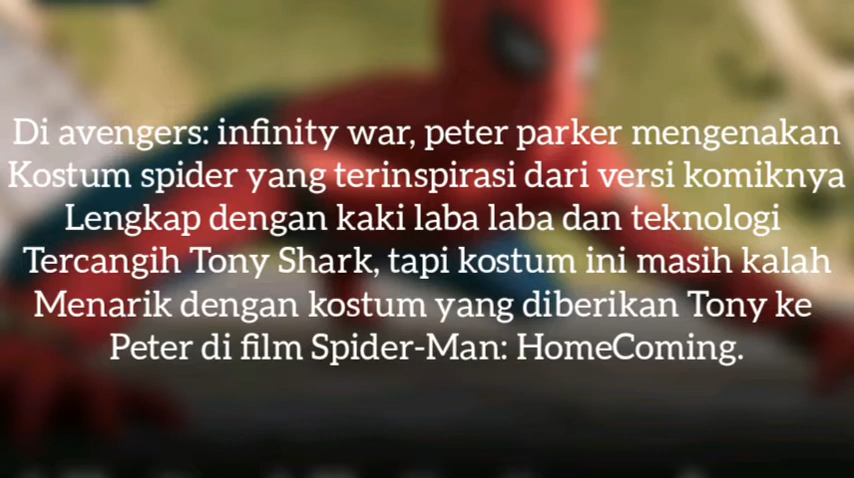 Di avengers: infinity war, peter parker mengenakan
Kostum spider yang terinspirasi dari versi komiknya
Lengkap dengan kaki laba laba dan teknologi
Tercangih Tony Shark, tapi kostum ini masih kalah
Menarik dengan kostum yang diberikan Tony ke
Peter di film Spider-Man: HomeComing.